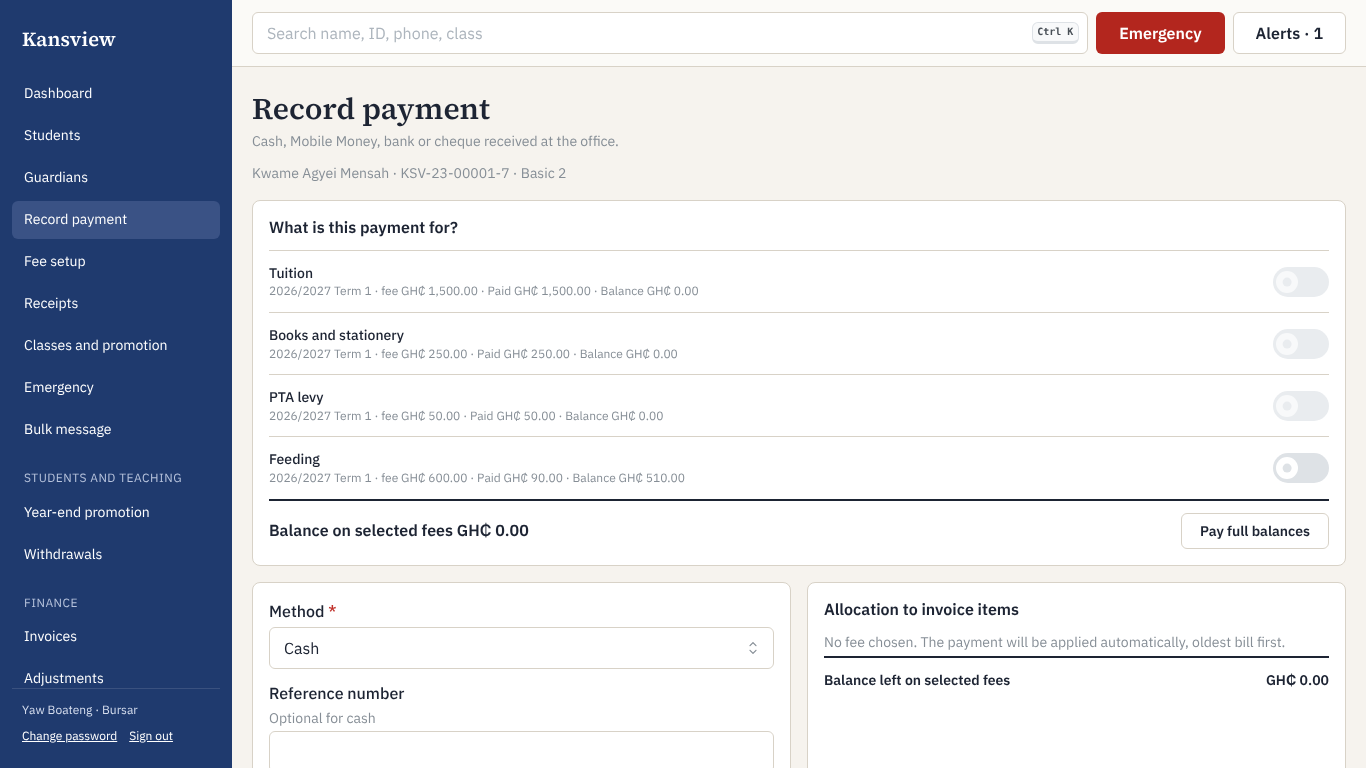 Kansview
Search name, ID, phone, class
Ctrl K
Emergency
Alerts · 1
Dashboard
Students
Guardians
Record payment
Fee setup
Receipts
Classes and promotion
Emergency
Bulk message
STUDENTS AND TEACHING
Year-end promotion
Withdrawals
FINANCE
Invoices
Adjustments
Yaw Boateng · Bursar
Change password
Sign out
Record payment
Cash, Mobile Money, bank or cheque received at the office.
Kwame Agyei Mensah · KSV-23-00001-7 · Basic 2
What is this payment for?
Tuition
2026/2027 Term 1 · fee GH₵ 1,500.00 · Paid GH₵ 1,500.00 · Balance GH₵ 0.00
Books and stationery
2026/2027 Term 1 · fee GH₵ 250.00 · Paid GH₵ 250.00 · Balance GH₵ 0.00
PTA levy
2026/2027 Term 1 · fee GH₵ 50.00 · Paid GH₵ 50.00 · Balance GH₵ 0.00
Feeding
2026/2027 Term 1 · fee GH₵ 600.00 · Paid GH₵ 90.00 · Balance GH₵ 510.00
Balance on selected fees GH₵ 0.00
Pay full balances
Method *
Cash
Reference number
Optional for cash
Allocation to invoice items
No fee chosen. The payment will be applied automatically, oldest bill first.
Balance left on selected fees
GH₵ 0.00